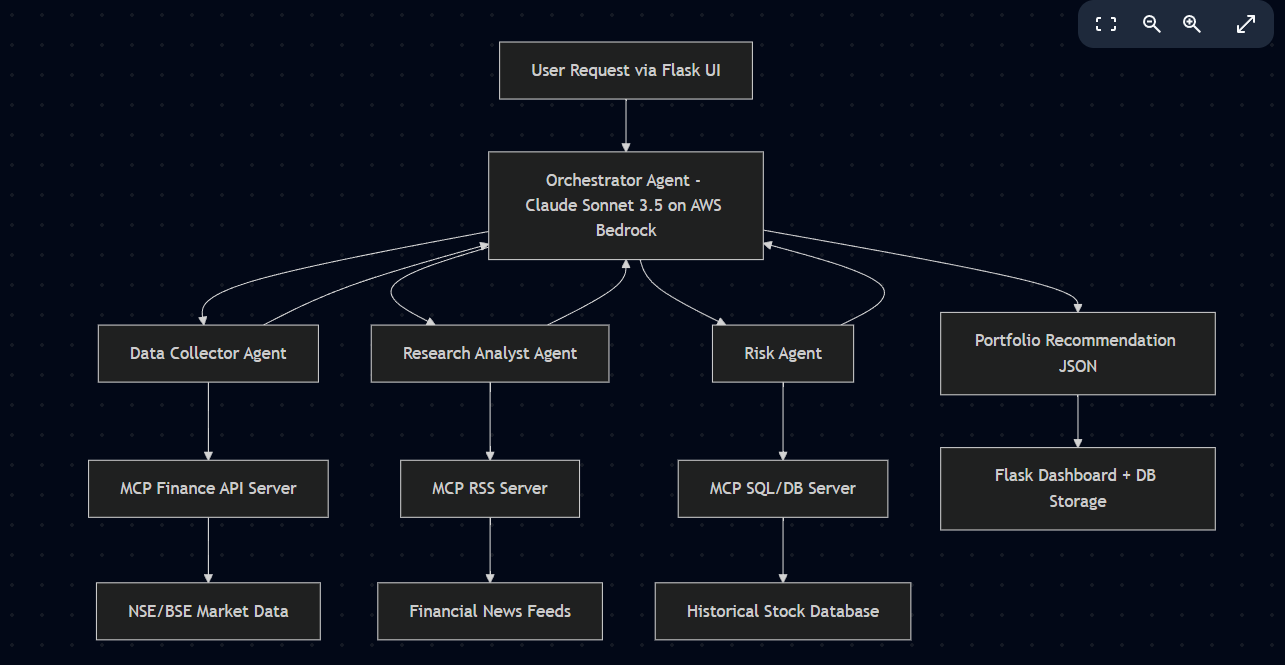 User Request via Flask UI
Orchestrator Agent -
Claude Sonnet 3.5 on AWS
Bedrock
Data Collector Agent
Research Analyst Agent
Risk Agent
Portfolio Recommendation
JSON
MCP Finance API Server
MCP RSS Server
MCP SQL/DB Server
Flask Dashboard + DB
Storage
NSE/BSE Market Data
Financial News Feeds
Historical Stock Database